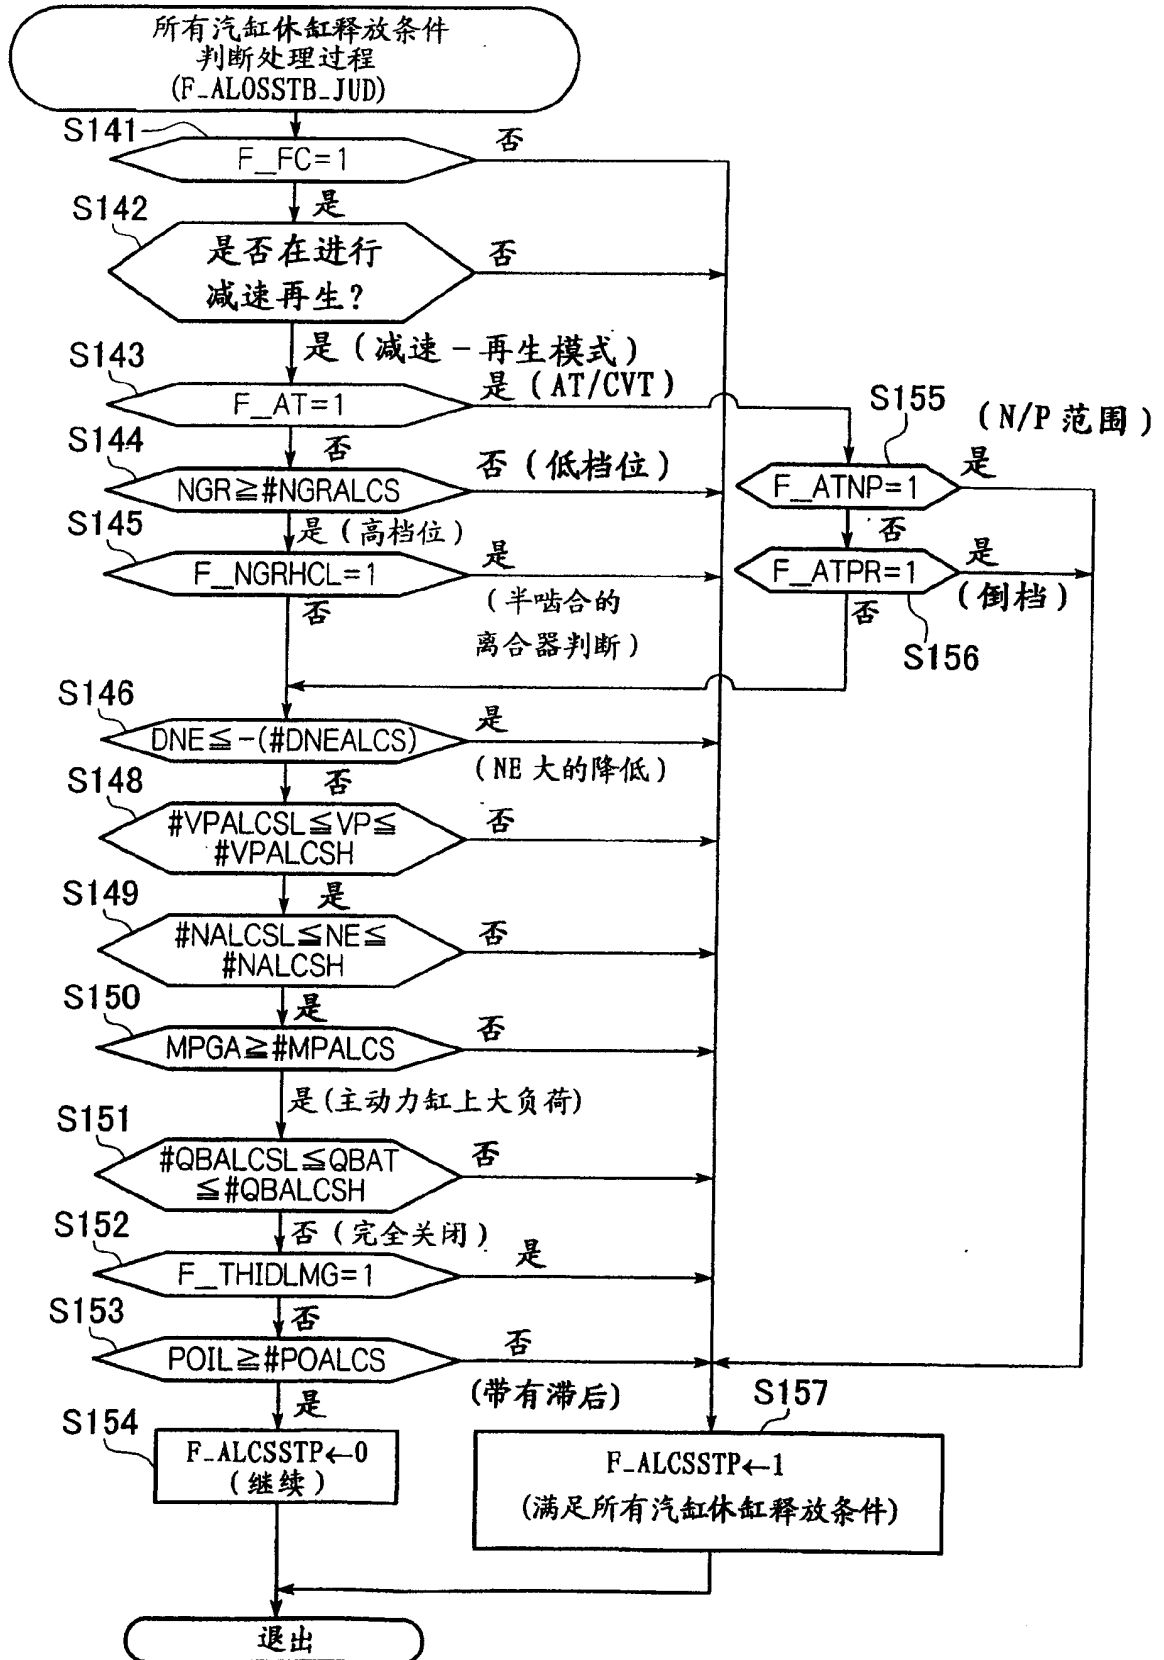 所有汽缸休缸释放条件
判断处理过程
(F_ALOSSTB_JUD)
S141
F_FC=1
否
是
S142
是否在进行
减速再生?
否
是(减速-再生模式)
S143
F_AT=1
是(AT/CVT)
否
S155
(N/P 范围)
F_ATNP=1
是
否
S144
NGR≧#NGRALCS
否(低档位)
是(高档位)
S145
F_NGRHCL=1
是
(半啮合的
离合器判断)
否
F_ATPR=1
是
(倒档)
否
S156
S146
DNE≦-(#DNEALCS)
是
(NE 大的降低)
否
S148
#VPALCSL≦VP≦
#VPALCSH
否
是
S149
#NALCSL≦NE≦
#NALCSH
否
是
S150
MPGA≧#MPALCS
否
是(主动力缸上大负荷)
S151
#QBALCSL≦QBAT
≦#QBALCSH
否
否(完全关闭)
S152
F_THIDLMG=1
是
否
S153
POIL≧#POALCS
否
(带有滞后)
是
S154
F_ALCSSTP←0
(继续)
S157
F_ALCSSTP←1
(满足所有汽缸休缸释放条件)
退出